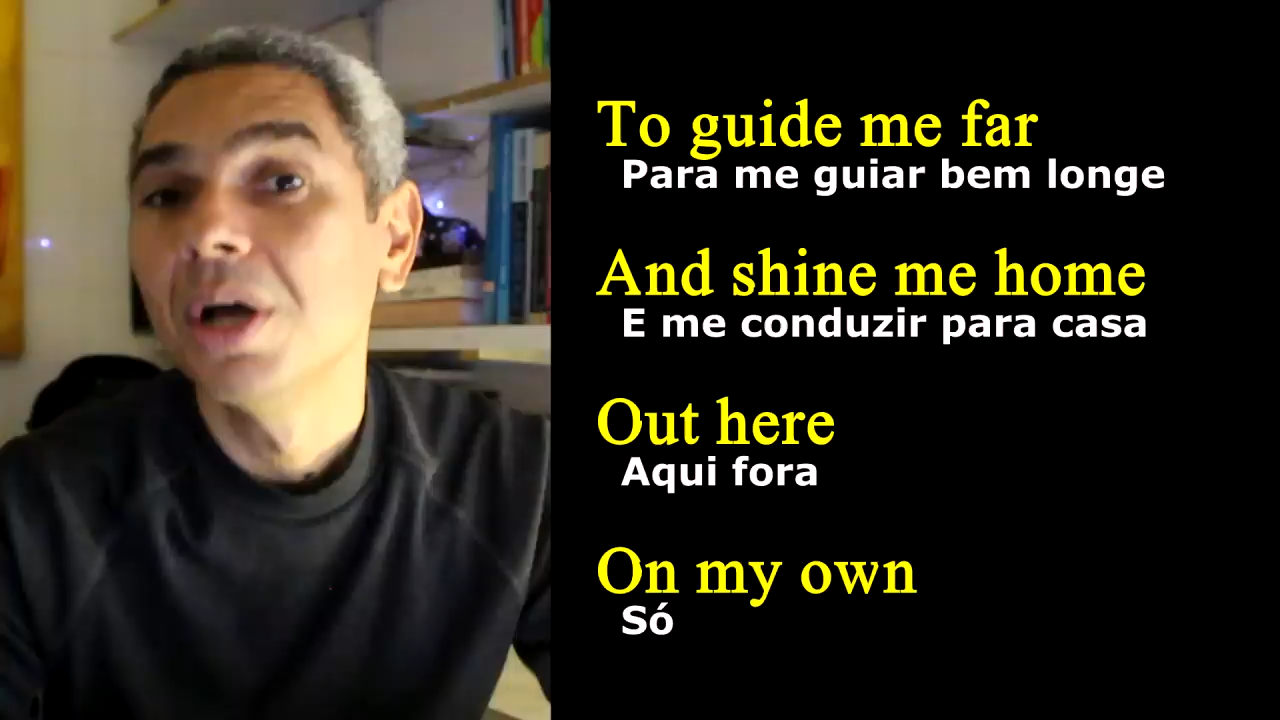 To guide me far
Para me guiar bem longe
And shine me home
E me conduzir para casa
Out here
Aqui fora
On my own
Só